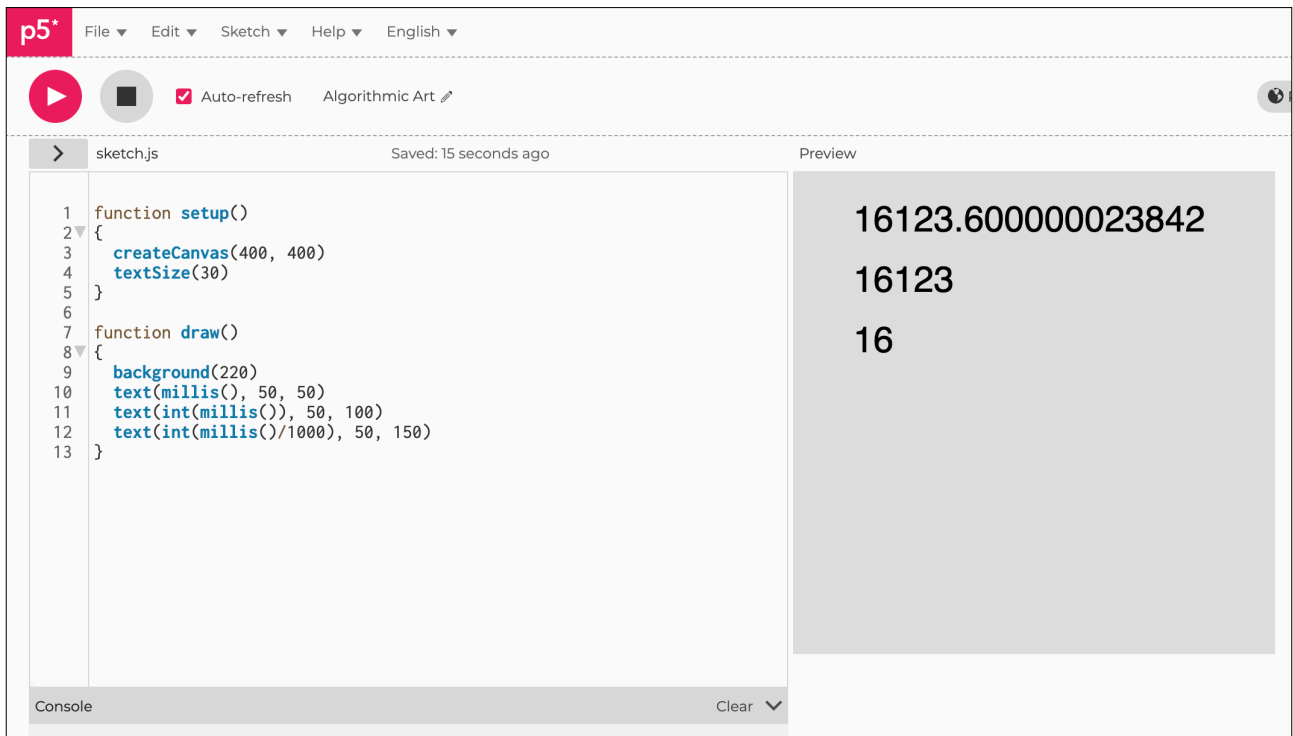 p5* File Edit Sketch Help English
Auto-refresh Algorithmic Art
sketch.js Saved: 15 seconds ago Preview
1 function setup()
2 {
3 createCanvas(400, 400)
4 textSize(30)
5 }
6
7 function draw()
8 {
9 background(220)
10 text(millis(), 50, 50)
11 text(int(millis()), 50, 100)
12 text(int(millis()/1000), 50, 150)
13 }
16123.600000023842
16123
16
Console Clear